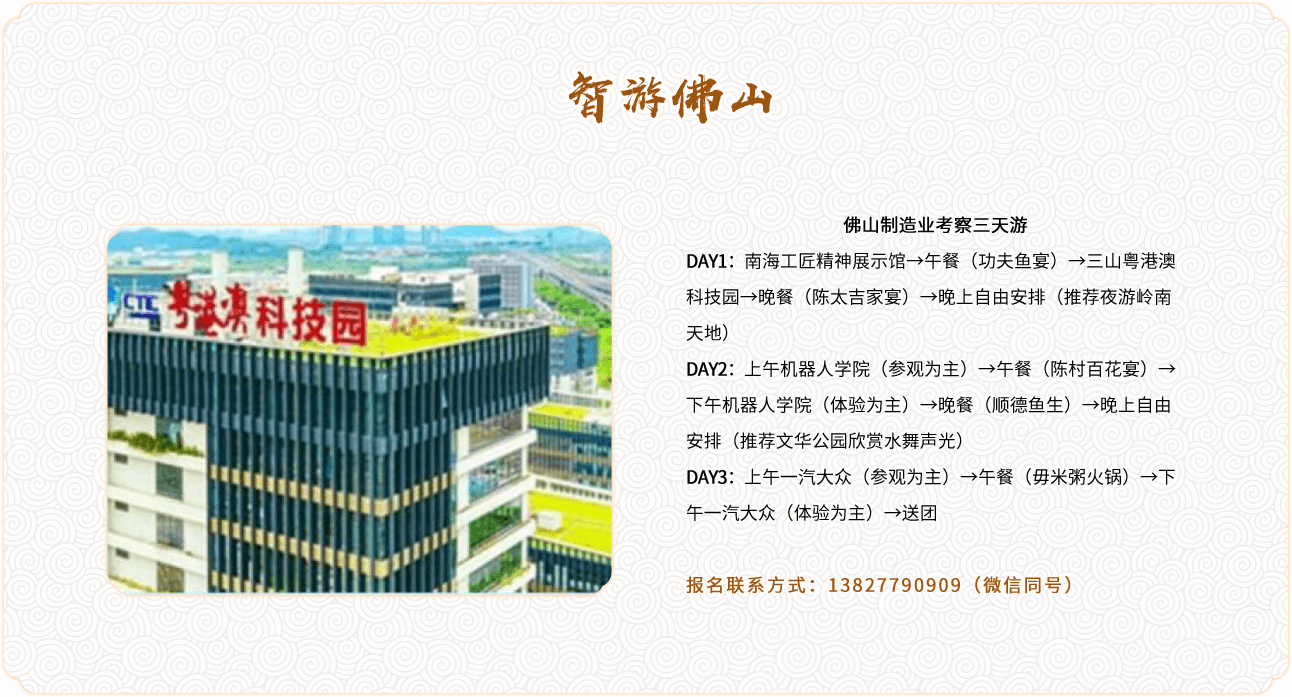 智游佛山
CTC 粤港澳科技园
佛山制造业考察三天游
DAY1：南海工匠精神展示馆→午餐（功夫鱼宴）→三山粤港澳
科技园→晚餐（陈太吉家宴）→晚上自由安排（推荐夜游岭南
天地）
DAY2：上午机器人学院（参观为主）→午餐（陈村百花宴）→
下午机器人学院（体验为主）→晚餐（顺德鱼生）→晚上自由
安排（推荐文华公园欣赏水舞声光）
DAY3：上午一汽大众（参观为主）→午餐（毋米粥火锅）→下
午一汽大众（体验为主）→送团
报名联系方式：13827790909（微信同号）